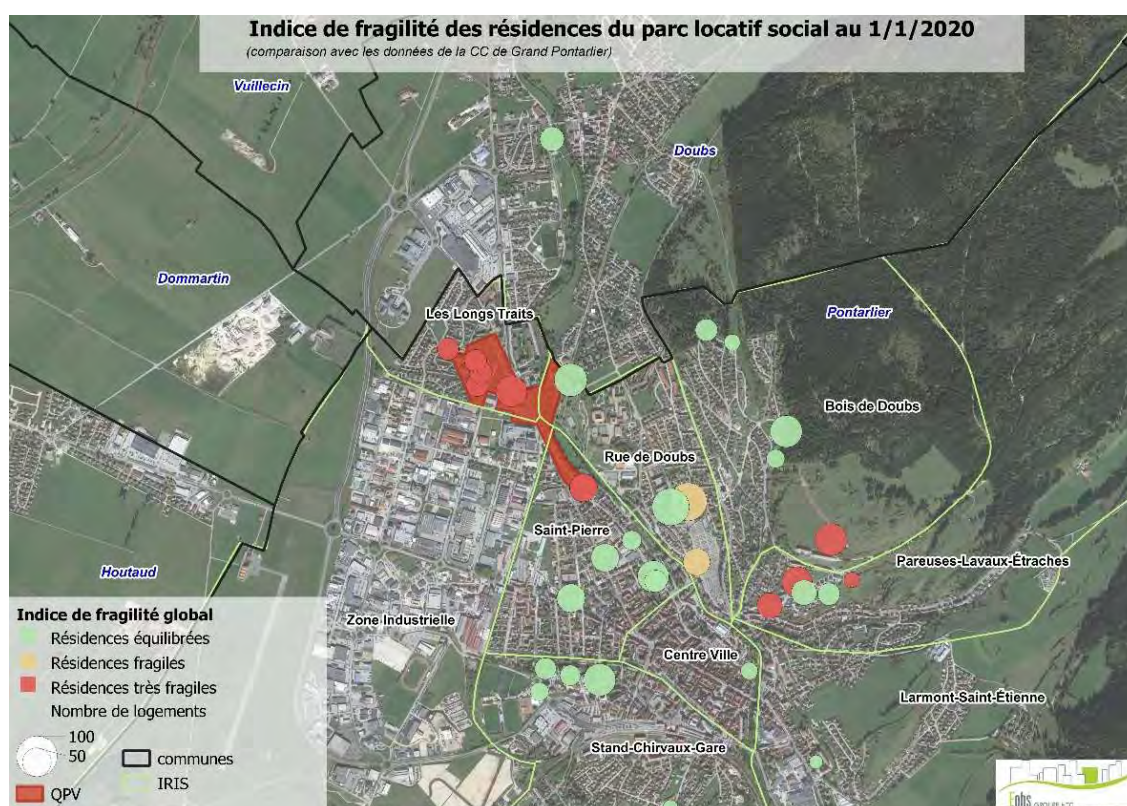 Indice de fragilité des résidences du parc locatif social au 1/1/2020
(comparaison avec les données de la CC de Grand Pontarlier)
Vuillecin
Doubs
Dommartin
Les Longs Traits
Pontarlier
Bois de Doubs
Rue de Doubs
Saint-Pierre
Pareuses-Lavaux-Étraches
Houtaud
Zone Industrielle
Centre Ville
Larmont-Saint-Étienne
Stand-Chirvaux-Gare
Indice de fragilité global
Résidences équilibrées
Résidences fragiles
Résidences très fragiles
Nombre de logements
100
50
communes
IRIS
QPV